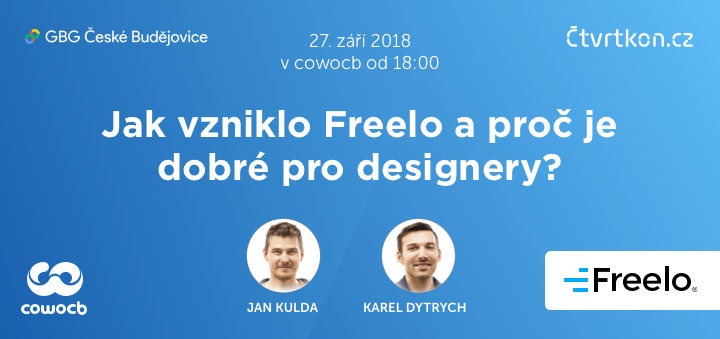 GBG České Budějovice
27. září 2018
v cowocb od 18:00
Čtvrtkon.cz
Jak vzniklo Freelo a proč je
dobré pro designery?
JAN KULDA
KAREL DYTRYCH
cowocb
Freelo®